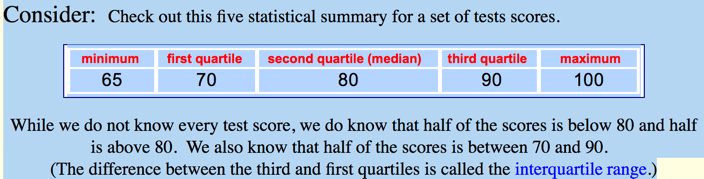 Consider: Check out this five statistical summary for a set of tests scores.
minimum first quartile second quartile (median) third quartile maximum
65 70 80 90 100
While we do not know every test score, we do know that half of the scores is below 80 and half
is above 80. We also know that half of the scores is between 70 and 90.
(The difference between the third and first quartiles is called the interquartile range.)